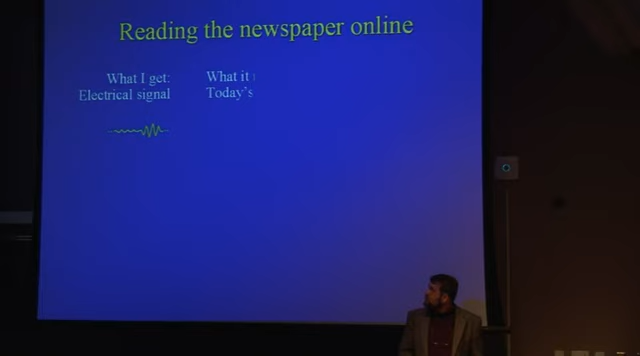 Reading the newspaper online
What I get:
Electrical signal
What it
Today's